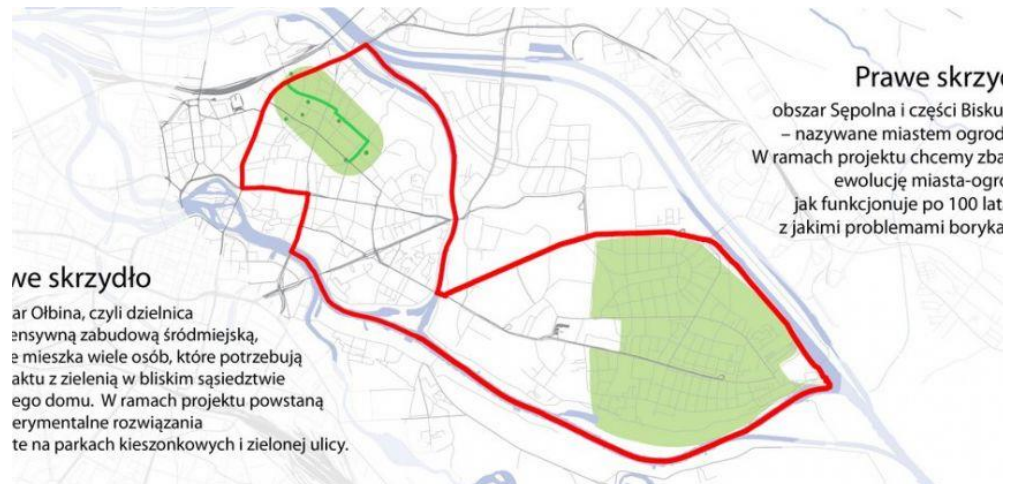 Prawe skrzy
obszar Sępolna i części Bisku
– nazywane miastem ogrod
W ramach projektu chcemy zba
ewolucję miasta-ogro
jak funkcjonuje po 100 lat
z jakimi problemami boryka
we skrzydło
ar Ołbina, czyli dzielnica
ensywną zabudową śródmiejską,
e mieszka wiele osób, które potrzebują
aktu z zielenią w bliskim sąsiedztwie
ego domu. W ramach projektu powstaną
erymentalne rozwiązania
te na parkach kieszonkowych i zielonej ulicy.